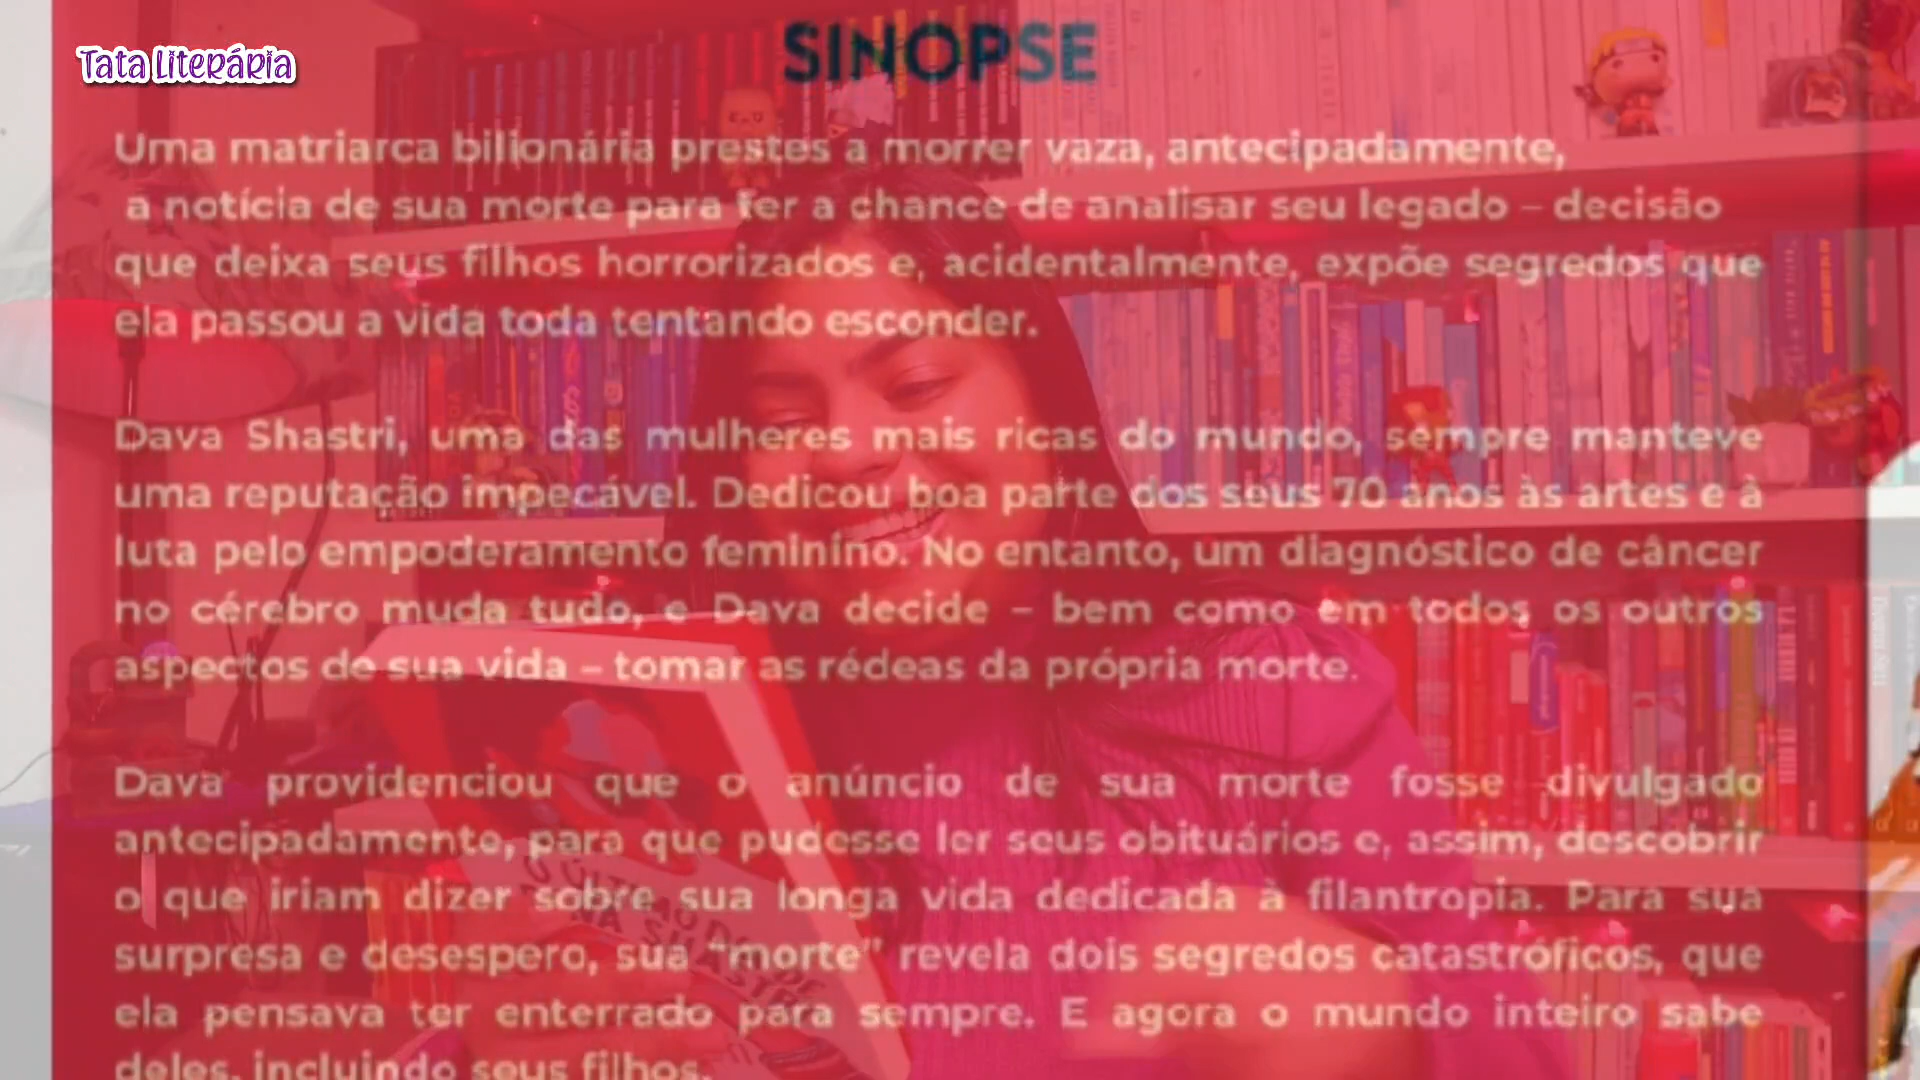 Tata Literária
SINOPSE
Uma matriarca bilionária prestes a morrer vaza, antecipadamente,
a notícia de sua morte para ter a chance de analisar seu legado – decisão
que deixa seus filhos horrorizados e, acidentalmente, expõe segredos que
ela passou a vida toda tentando esconder.
Dava Shastri, uma das mulheres mais ricas do mundo, sempre manteve
uma reputação impecável. Dedicou boa parte dos seus 70 anos às artes e à
luta pelo empoderamento feminino. No entanto, um diagnóstico de câncer
no cérebro muda tudo, e Dava decide – bem como em todos os outros
aspectos de sua vida – tomar as rédeas da própria morte.
Dava providenciou que o anúncio de sua morte fosse divulgado
antecipadamente, para que pudesse ler seus obituários e, assim, descobrir
o que iriam dizer sobre sua longa vida dedicada à filantropia. Para sua
surpresa e desespero, sua “morte” revela dois segredos catastróficos, que
ela pensava ter enterrado para sempre. E agora o mundo inteiro sabe
deles, incluindo seus filhos.